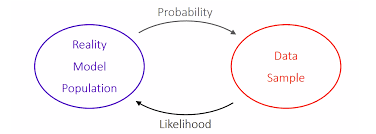 Probability
Reality
Model
Population
Data
Sample
Likelihood